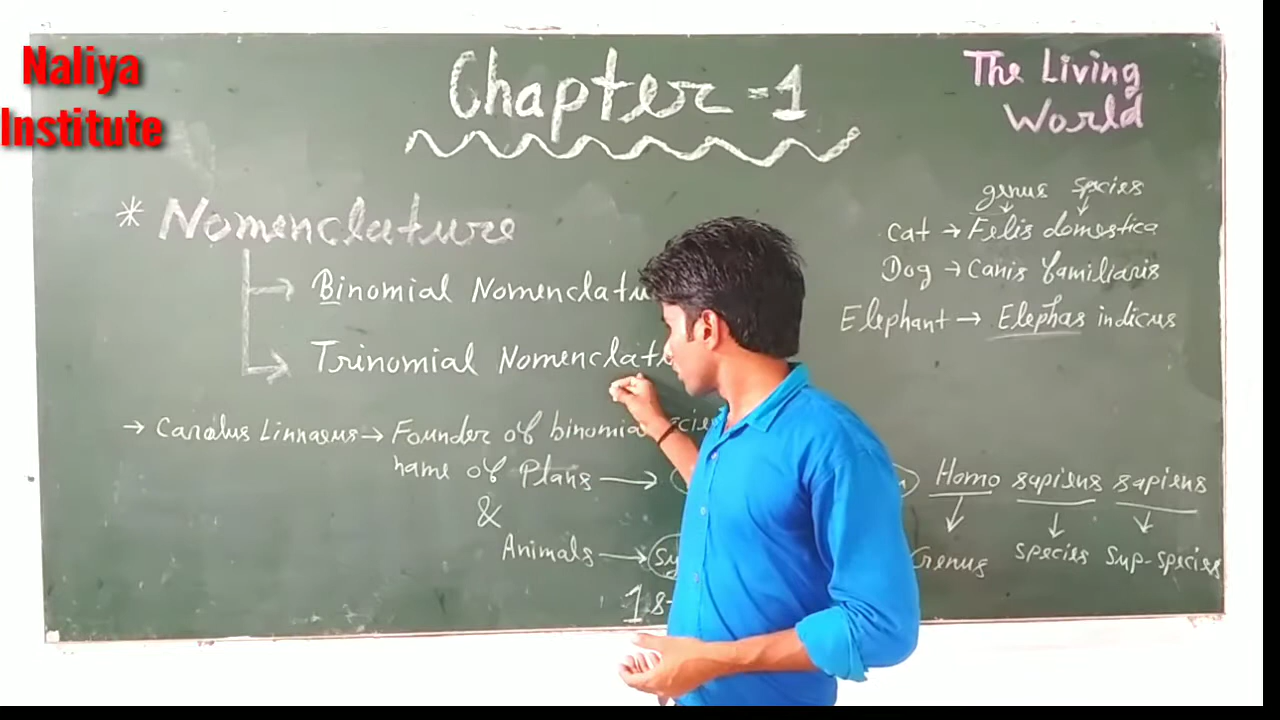 Naliya
Institute
Chapter-1
The Living
World
* Nomenclature
→ Binomial Nomenclatu
→ Trinomial Nomenclatu
genus species
cat → Felis domestica
Dog → Canis familiaris
Elephant → Elephas indicus
→ Carolus Linnaeus → Founder of binomia
name of Plans →
&
Animals → Sy
Homo sapiens sapiens
Genus species Sup-species